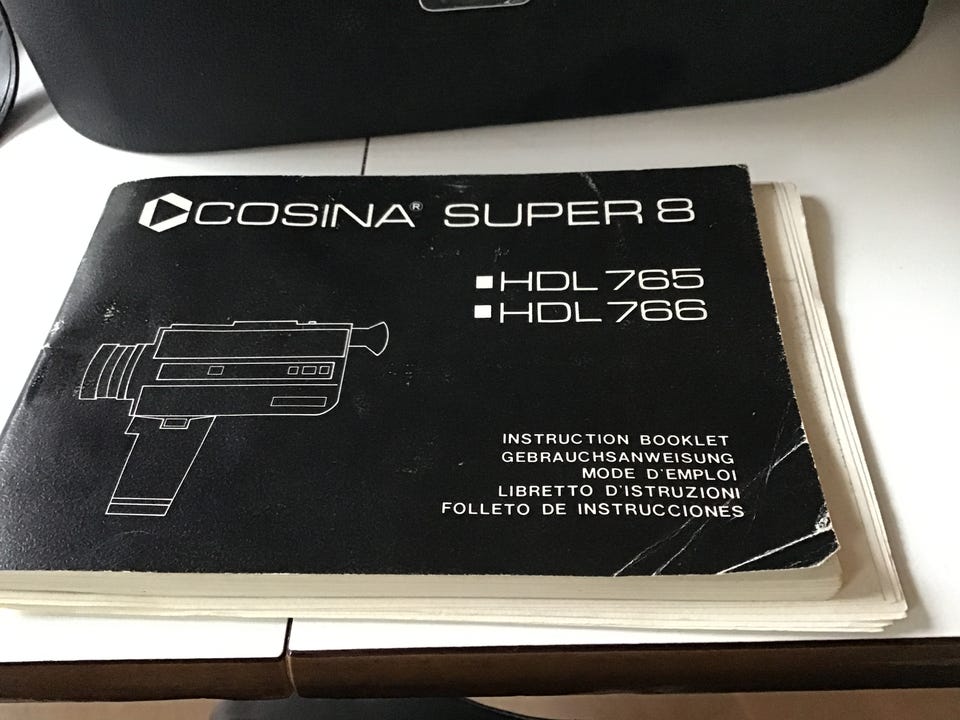 COSINA® SUPER 8
HDL 765
HDL 766
INSTRUCTION BOOKLET
GEBRAUCHSANWEISUNG
MODE D'EMPLOI
LIBRETTO D'ISTRUZIONI
FOLLETO DE INSTRUCCIONES